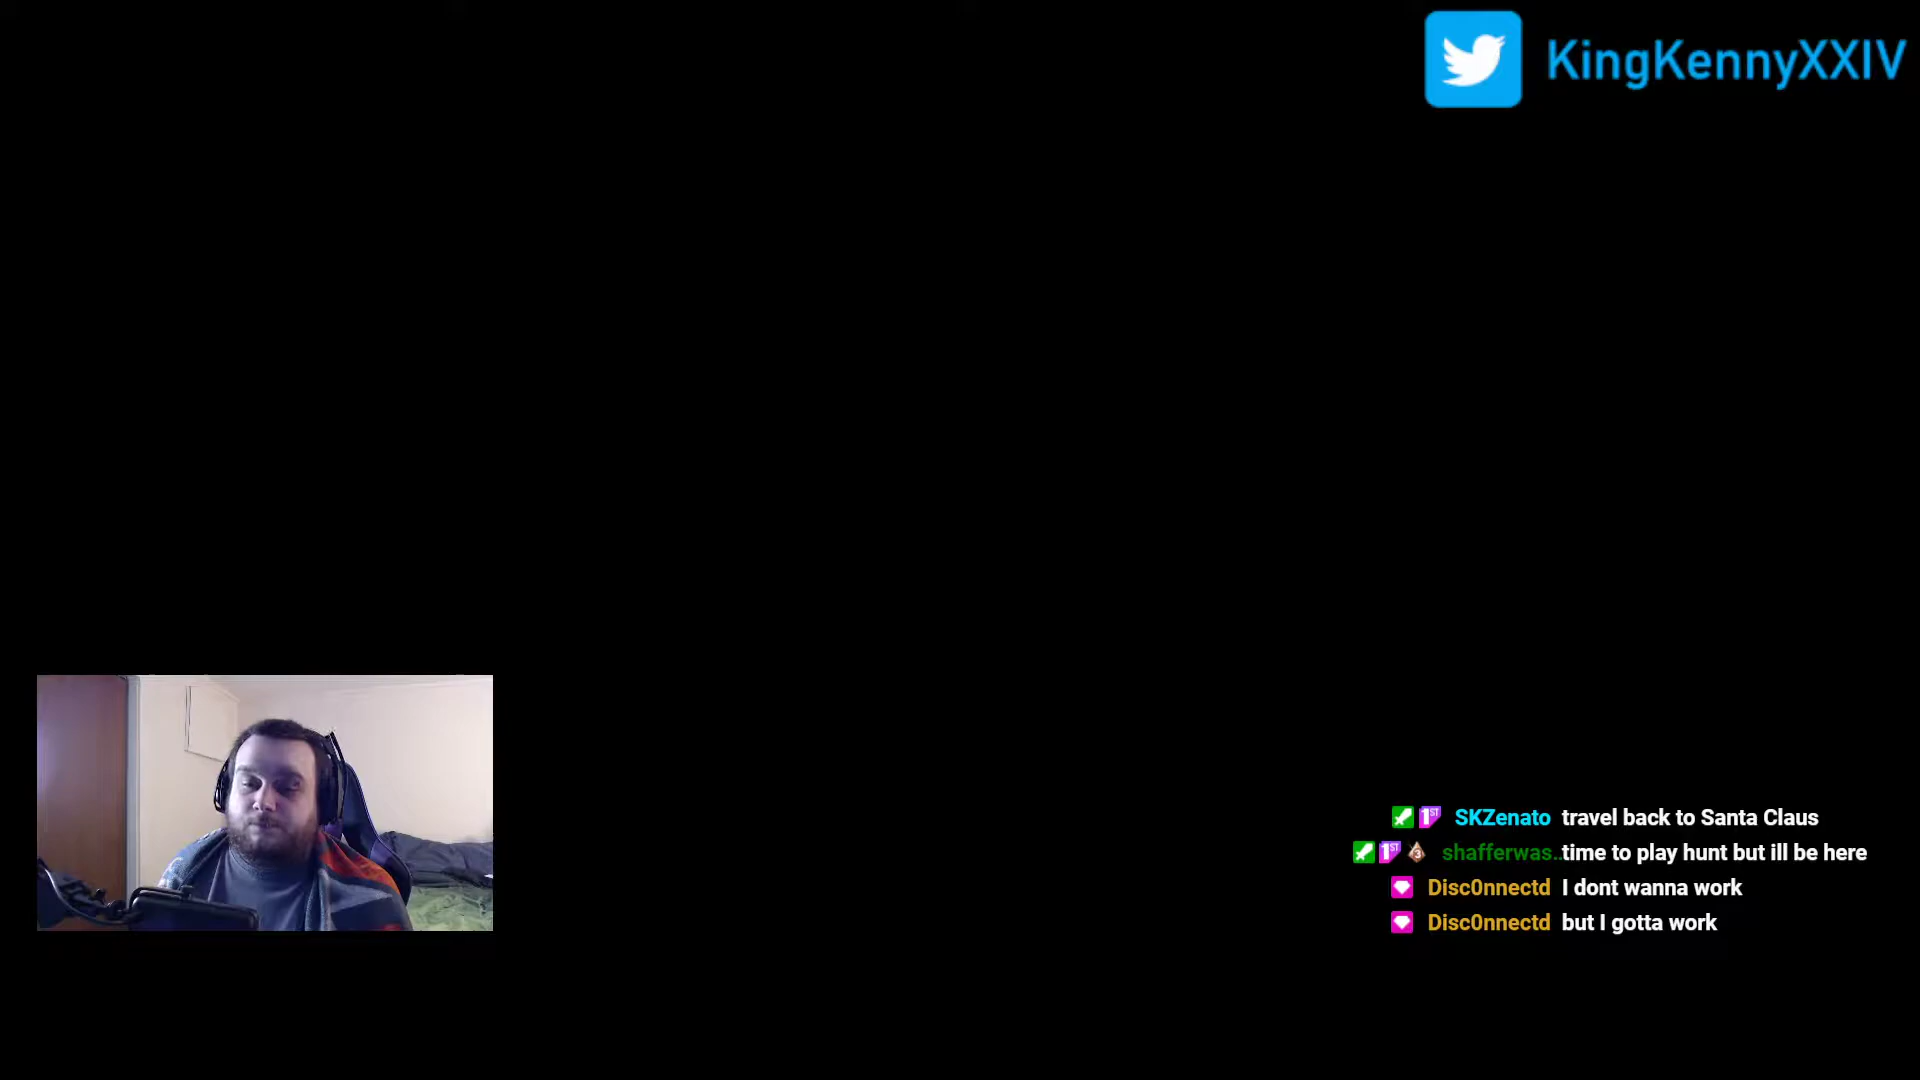 KingKennyXXIV
SKZenato travel back to Santa Claus
shafferwas.. time to play hunt but ill be here
Disc0nnectd I dont wanna work
Disc0nnectd but I gotta work